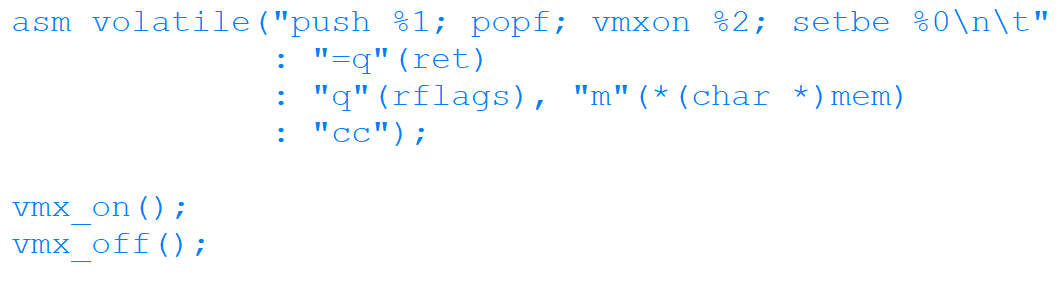 asm volatile("push %1; popf; vmxon %2; setbe %0\n\t"
: "=q"(ret)
: "q"(rflags), "m"(*(char *)mem)
: "cc");
vmx_on();
vmx_off();